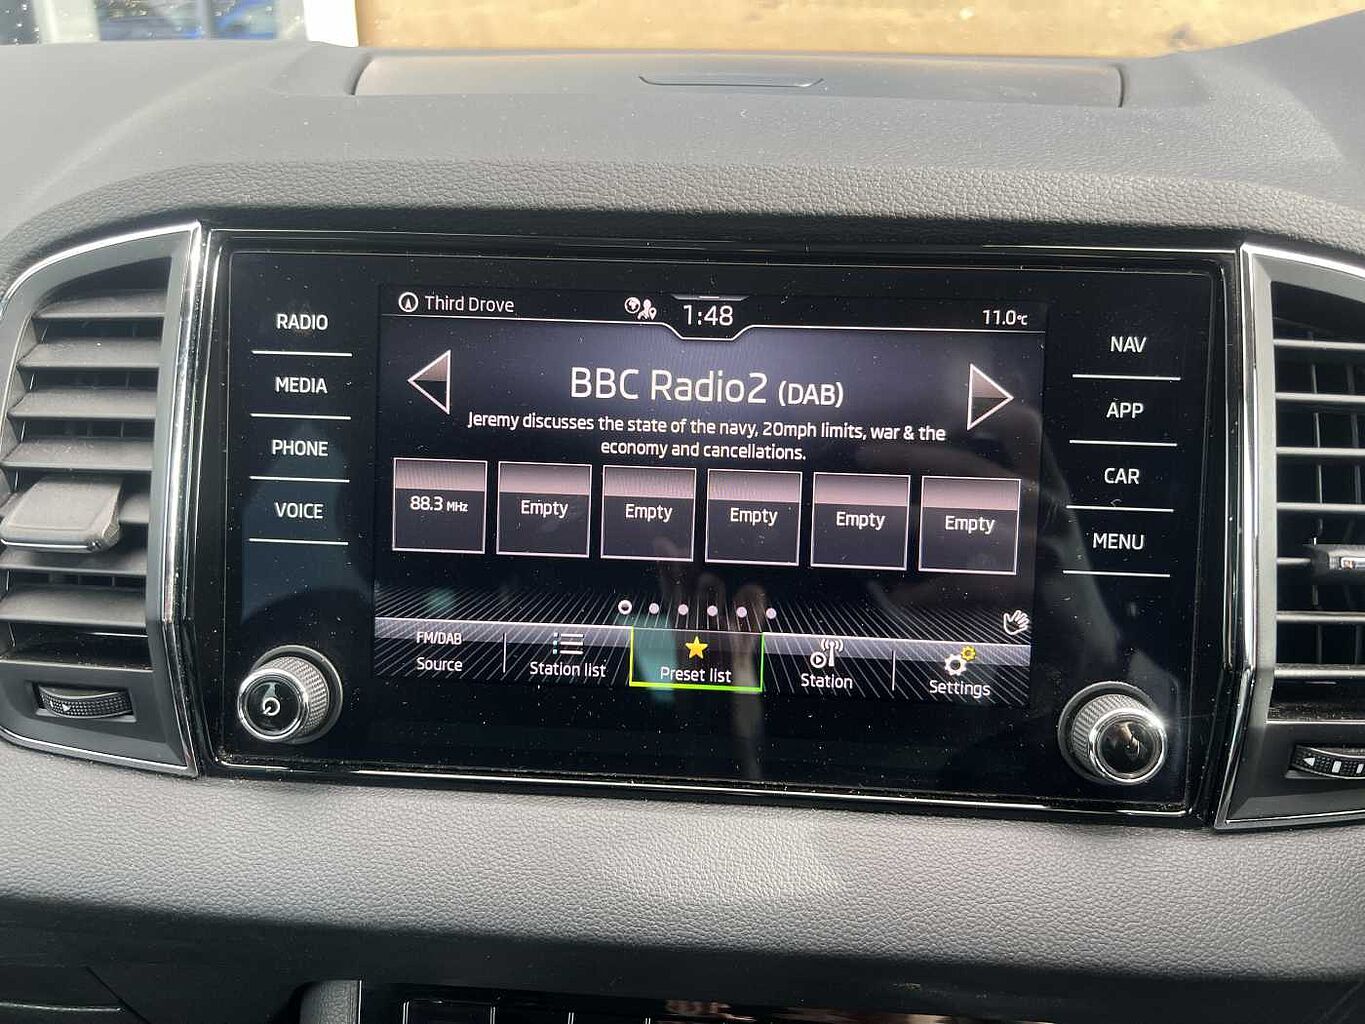 Third Drove
1:48
11.0°C
RADIO
MEDIA
PHONE
VOICE
BBC Radio2 (DAB)
Jeremy discusses the state of the navy, 20mph limits, war & the
economy and cancellations.
88.3 MHz
Empty
Empty
Empty
Empty
Empty
FM/DAB
Source
Station list
Preset list
Station
Settings
NAV
APP
CAR
MENU